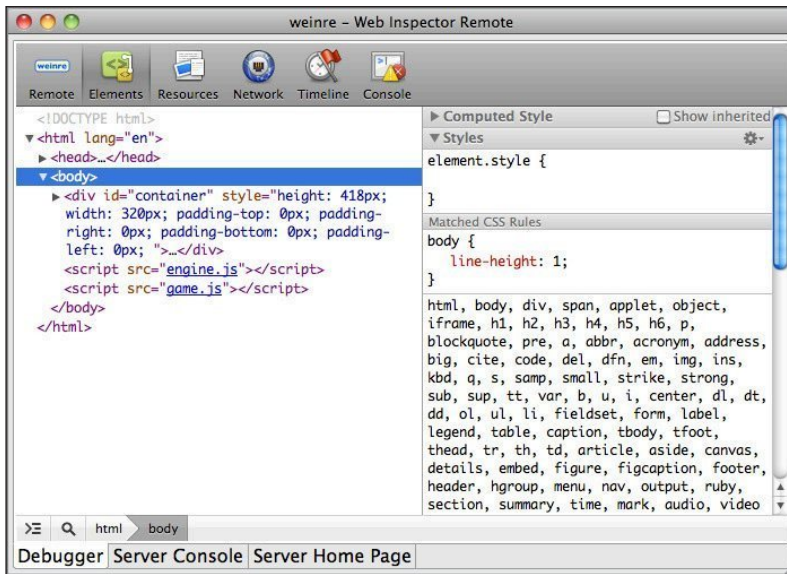 weinre – Web Inspector Remote
weinre
Remote Elements Resources Network Timeline Console
<!DOCTYPE html>
▼<html lang="en">
▶<head>…</head>
▼<body>
▶<div id="container" style="height: 418px;
width: 320px; padding-top: 0px; padding-
right: 0px; padding-bottom: 0px; padding-
left: 0px; ">…</div>
<script src="engine.js"></script>
<script src="game.js"></script>
</body>
</html>
▶ Computed Style Show inherited
▼ Styles
element.style {
}
Matched CSS Rules
body {
line-height: 1;
}
html, body, div, span, applet, object,
iframe, h1, h2, h3, h4, h5, h6, p,
blockquote, pre, a, abbr, acronym, address,
big, cite, code, del, dfn, em, img, ins,
kbd, q, s, samp, small, strike, strong,
sub, sup, tt, var, b, u, i, center, dl, dt,
dd, ol, ul, li, fieldset, form, label,
legend, table, caption, tbody, tfoot,
thead, tr, th, td, article, aside, canvas,
details, embed, figure, figcaption, footer,
header, hgroup, menu, nav, output, ruby,
section, summary, time, mark, audio, video
html body
Debugger Server Console Server Home Page